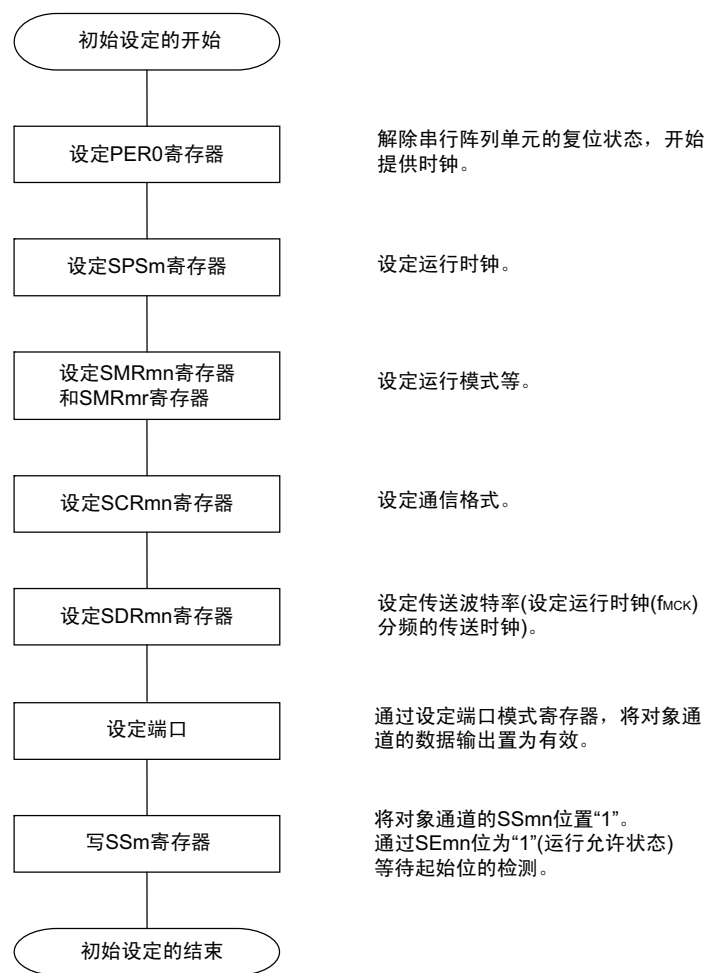 初始设定的开始
设定PER0寄存器
解除串行阵列单元的复位状态，开始
提供时钟。
设定SPSm寄存器
设定运行时钟。
设定SMRmn寄存器
和SMRmr寄存器
设定运行模式等。
设定SCRmn寄存器
设定通信格式。
设定SDRmn寄存器
设定传送波特率(设定运行时钟(fMCK)
分频的传送时钟)。
设定端口
通过设定端口模式寄存器，将对象通
道的数据输出置为有效。
写SSm寄存器
将对象通道的SSmn位置“1”。
通过SEmn位为“1”(运行允许状态)
等待起始位的检测。
初始设定的结束